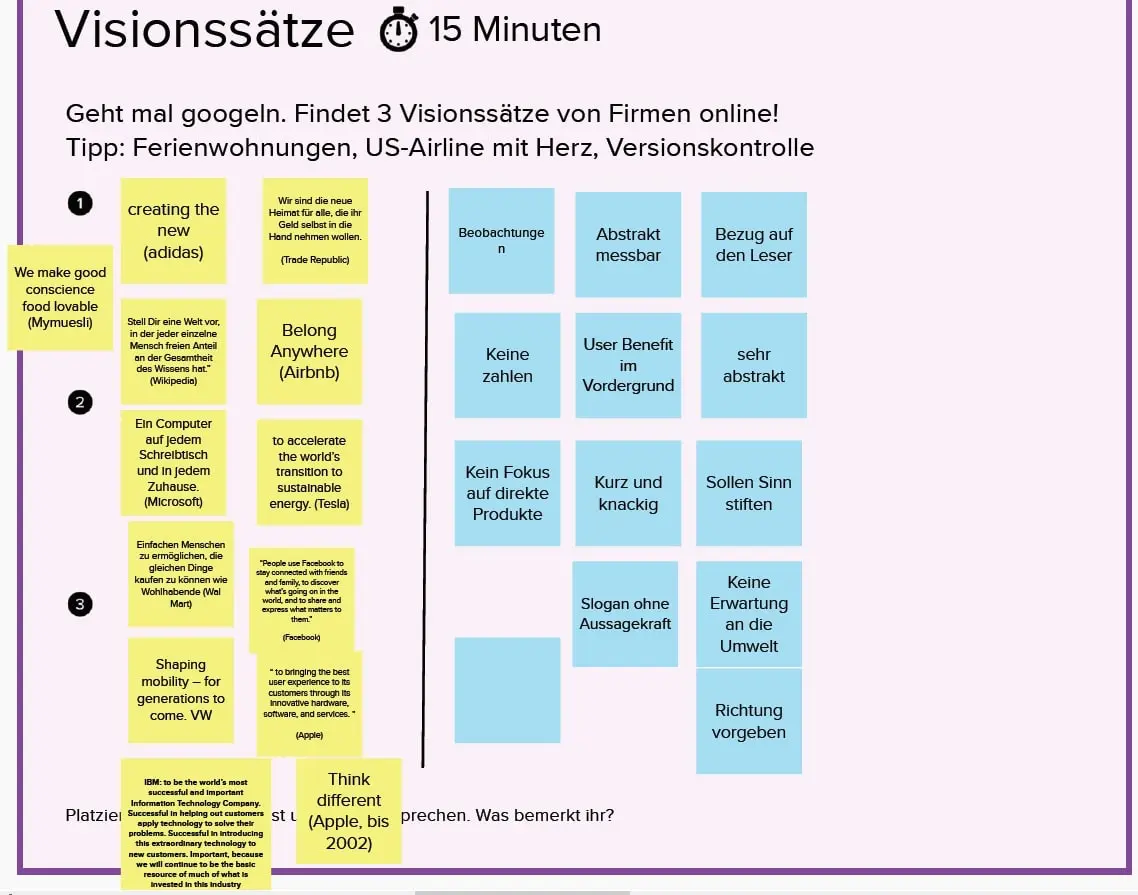 Visionssätze 15 Minuten
Geht mal googeln. Findet 3 Visionssätze von Firmen online!
Tipp: Ferienwohnungen, US-Airline mit Herz, Versionskontrolle
1
creating the
new
(adidas)
Wir sind die neue
Heimat für alle, die ihr
Geld selbst in die
Hand nehmen wollen.
(Trade Republic)
We make good
conscience
food lovable
(Mymuesli)
Stell Dir eine Welt vor,
in der jeder einzelne
Mensch freien Anteil
an der Gesamtheit
des Wissens hat."
(Wikipedia)
Belong
Anywhere
(Airbnb)
2
Ein Computer
auf jedem
Schreibtisch
und in jedem
Zuhause.
(Microsoft)
to accelerate
the world's
transition to
sustainable
energy. (Tesla)
Einfachen Menschen
zu ermöglichen, die
gleichen Dinge
kaufen zu können wie
Wohlhabende (Wal
Mart)
"People use Facebook to
stay connected with friends
and family, to discover
what's going on in the
world, and to share and
express what matters to
them."
(Facebook)
3
Shaping
mobility – for
generations to
come. VW
" to bringing the best
user experience to its
customers through its
innovative hardware,
software, and services. "
(Apple)
IBM: to be the world's most
successful and important
Information Technology Company.
Successful in helping out customers
apply technology to solve their
problems. Successful in introducing
this extraordinary technology to
new customers. Important, because
we will continue to be the basic
resource of much of what is
invested in this industry
Think
different
(Apple, bis
2002)
Beobachtunge
n
Abstrakt
messbar
Bezug auf
den Leser
Keine
zahlen
User Benefit
im
Vordergrund
sehr
abstrakt
Kein Fokus
auf direkte
Produkte
Kurz und
knackig
Sollen Sinn
stiften
Slogan ohne
Aussagekraft
Keine
Erwartung
an die
Umwelt
Richtung
vorgeben
Platzier st u prechen. Was bemerkt ihr?